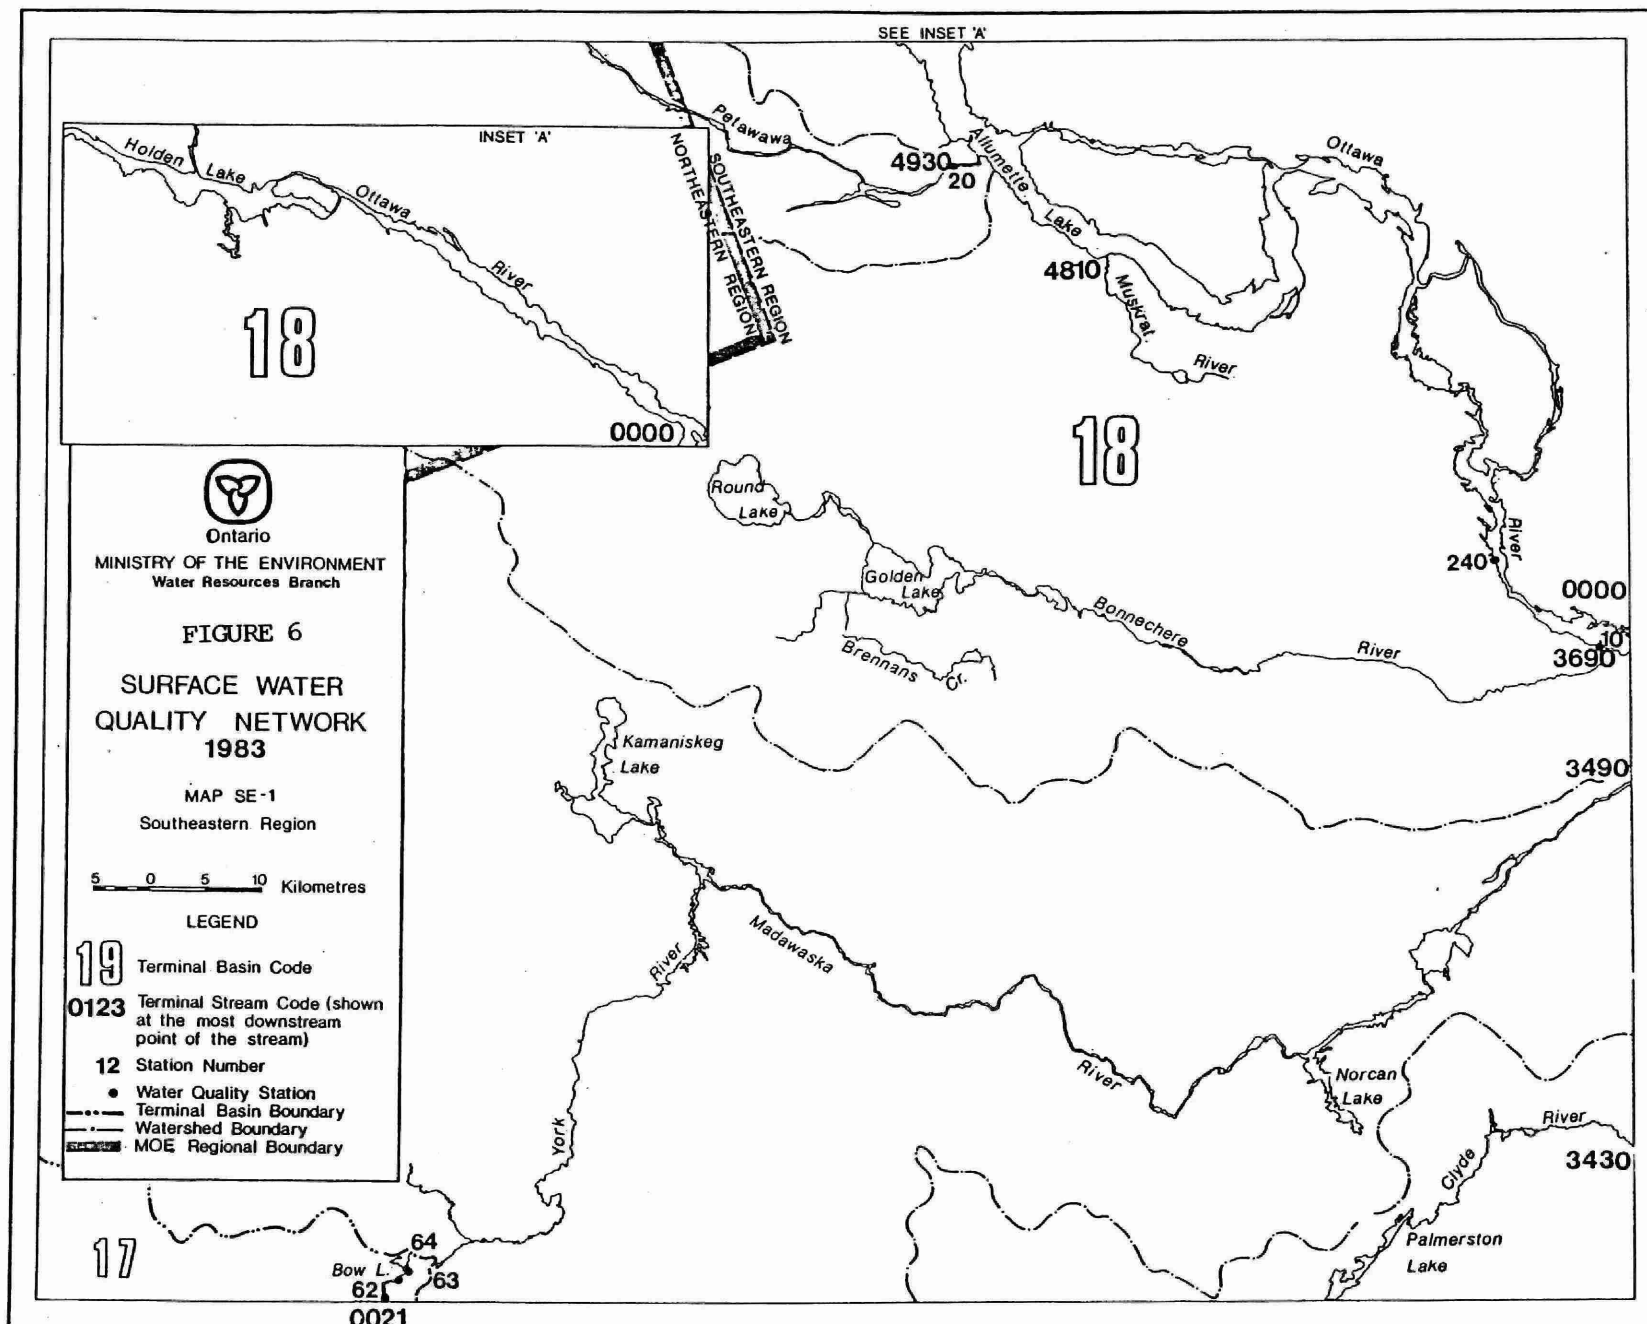 SEE INSET 'A'
INSET 'A'
Holden
Lake
Ottawa
River
18
0000
Petawawa
NORTHEASTERN REGION
SOUTHEASTERN REGION
4930
20
Allumette
Lake
Ottawa
4810
Muskrat
River
18
River
240
0000
10
3690
Round
Lake
Golden
Lake
Bonnechere
River
Brennans
Cr.
Kamaniskeg
Lake
3490
Madawaska
River
River
York
Norcan
Lake
River
Clyde
3430
Palmerston
Lake
17
Bow L.
64
63
62
0021
Ontario
MINISTRY OF THE ENVIRONMENT
Water Resources Branch
FIGURE 6
SURFACE WATER
QUALITY NETWORK
1983
MAP SE-1
Southeastern Region
5 0 5 10 Kilometres
LEGEND
19 Terminal Basin Code
0123 Terminal Stream Code (shown
at the most downstream
point of the stream)
12 Station Number
Water Quality Station
Terminal Basin Boundary
Watershed Boundary
MOE Regional Boundary